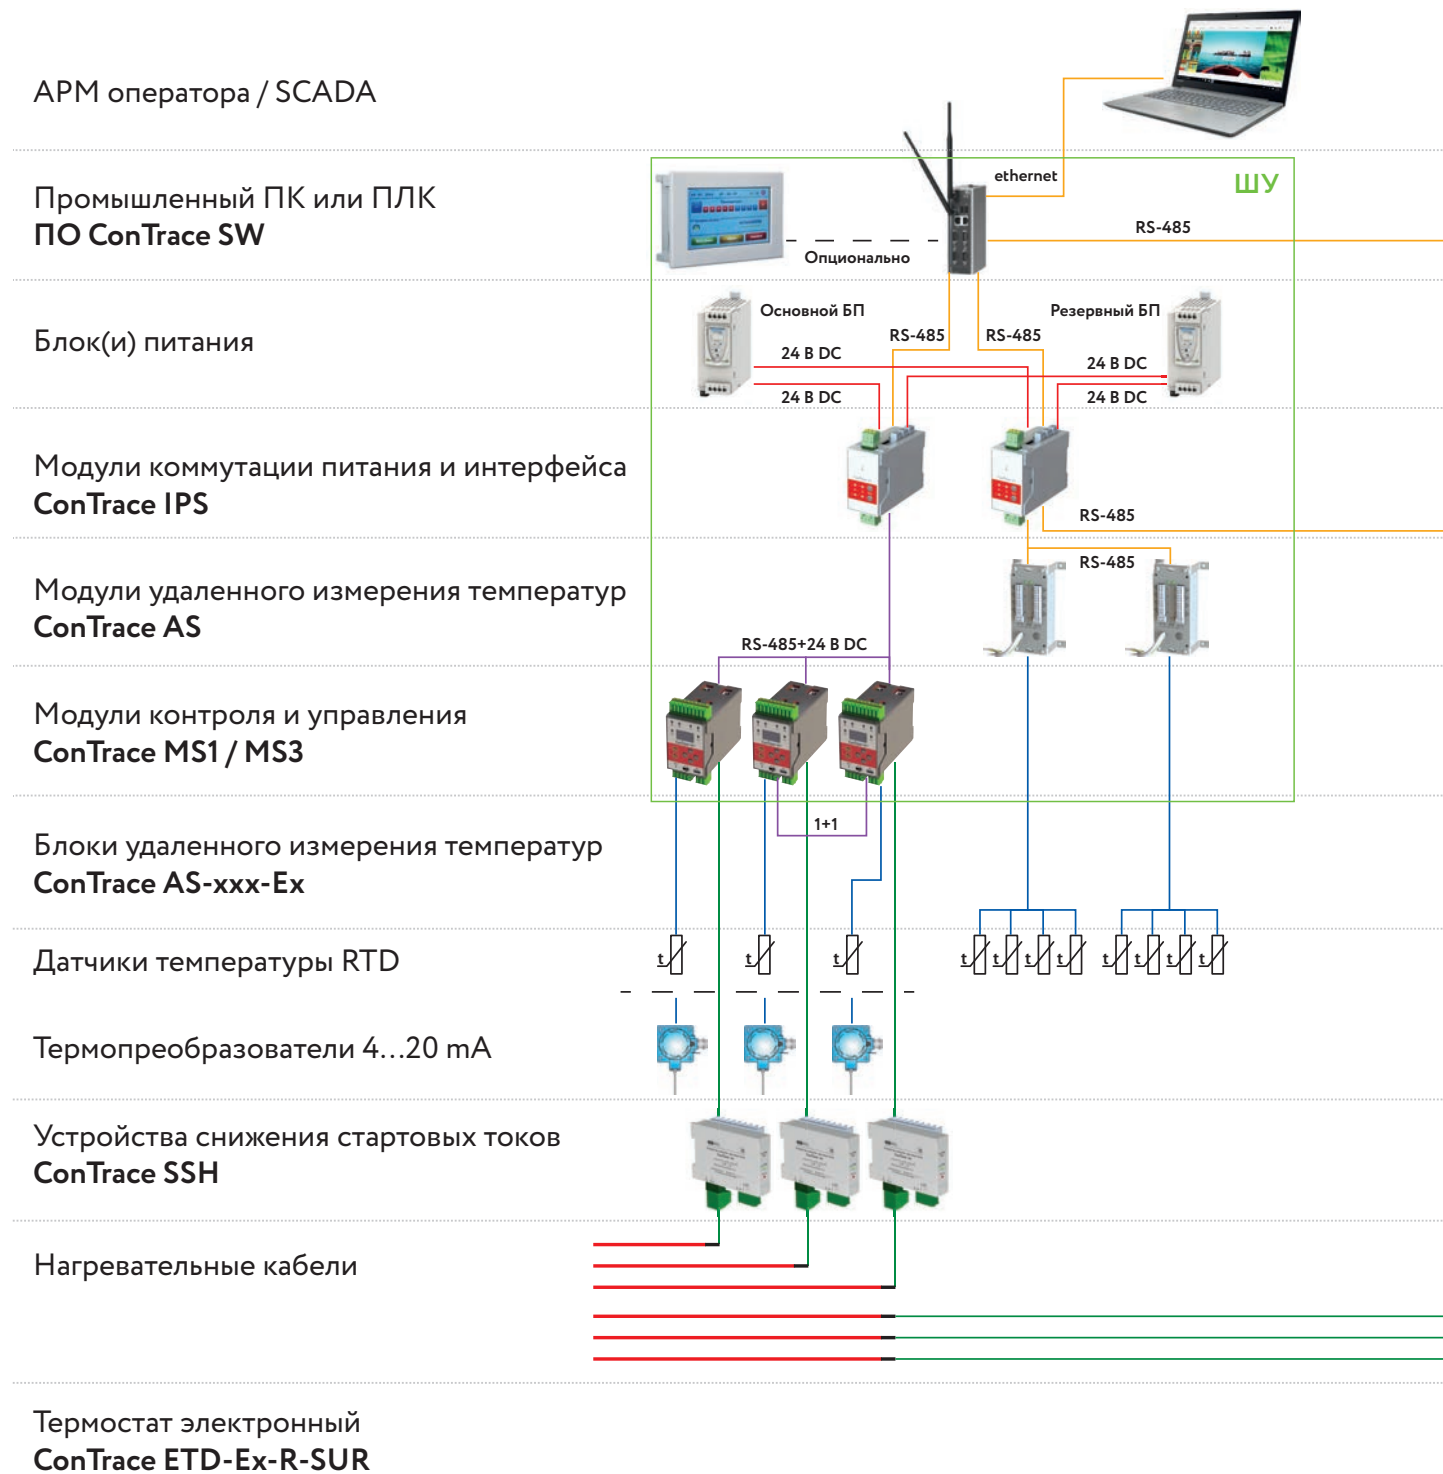 АРМ оператора / SCADA
ethernet
ШУ
Промышленный ПК или ПЛК
ПО ConTrace SW
RS-485
Опционально
Основной БП
Резервный БП
Блок(и) питания
RS-485
RS-485
24 В DC
24 В DC
24 В DC
24 В DC
Модули коммутации питания и интерфейса
ConTrace IPS
RS-485
RS-485
Модули удаленного измерения температур
ConTrace AS
RS-485+24 В DC
Модули контроля и управления
ConTrace MS1 / MS3
1+1
Блоки удаленного измерения температур
ConTrace AS-xxx-Ex
Датчики температуры RTD
t
t
t
t
t
t
t
t
t
t
t
Термопреобразователи 4...20 mA
Устройства снижения стартовых токов
ConTrace SSH
Нагревательные кабели
Термостат электронный
ConTrace ETD-Ex-R-SUR